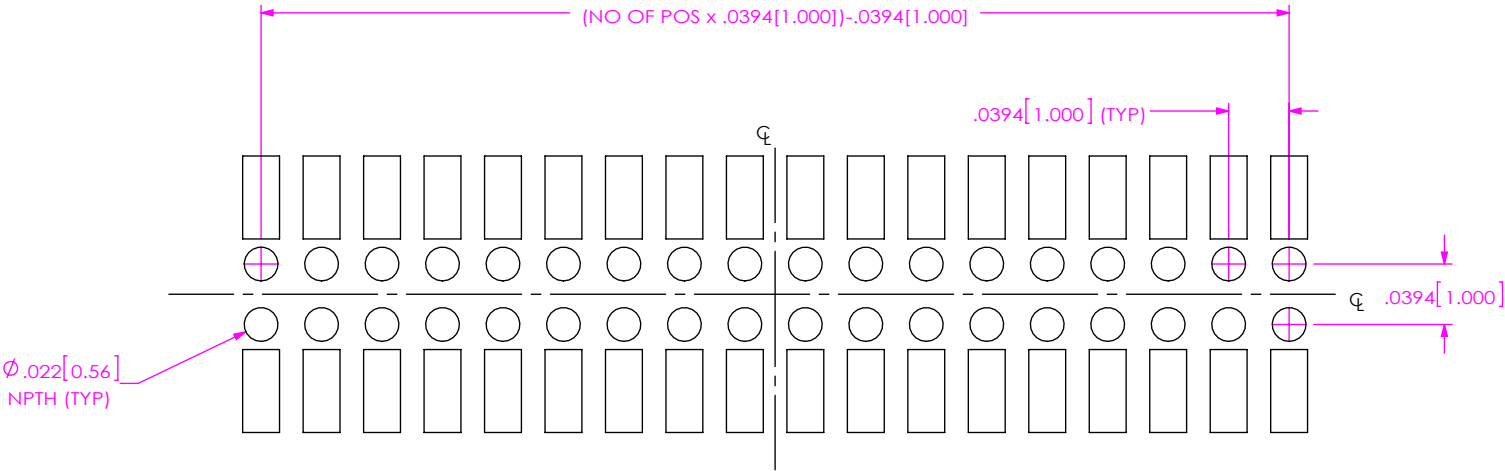 (NO OF POS x .0394[1.000])-.0394[1.000]
.0394[1.000] (TYP)
℄
℄ .0394[1.000]
Ø .022[0.56]
NPTH (TYP)